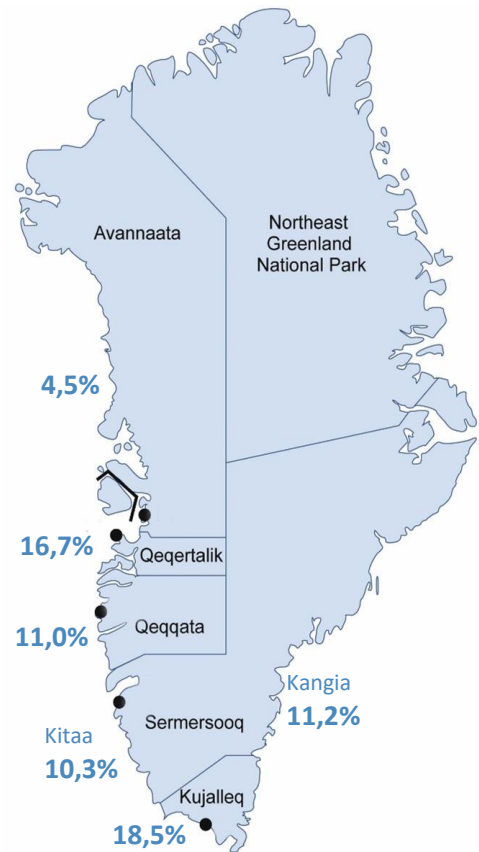 Avannaata
Northeast
Greenland
National Park
4,5%
16,7%
Qeqertalik
11,0%
Qeqqata
Kangia
11,2%
Sermersooq
Kitaa
10,3%
Kujalleq
18,5%